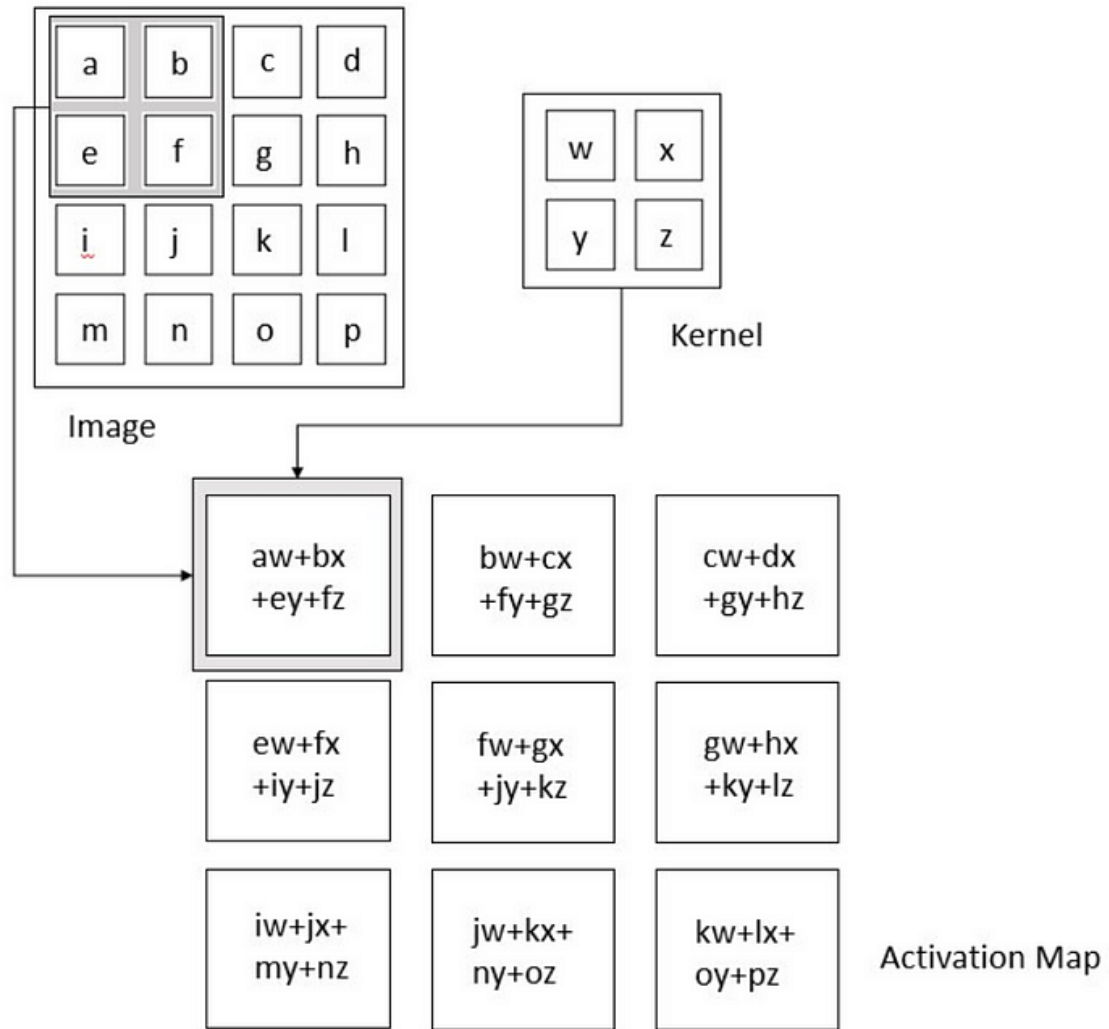 a b c d
e f g h
i j k l
m n o p
Image
w x
y z
Kernel
aw+bx
+ey+fz
bw+cx
+fy+gz
cw+dx
+gy+hz
ew+fx
+iy+jz
fw+gx
+jy+kz
gw+hx
+ky+lz
iw+jx+
my+nz
jw+kx+
ny+oz
kw+lx+
oy+pz
Activation Map